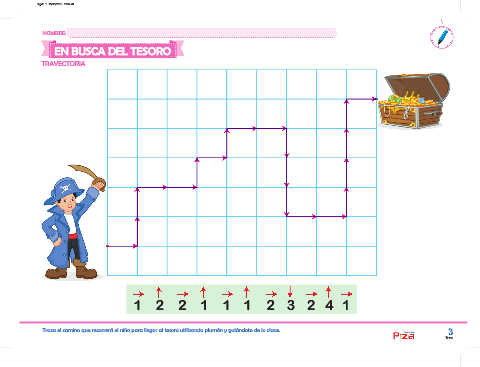 NOMBRE:
EN BUSCA DEL TESORO
TRAYECTORIA
→ ↑ → ↑ → ↑ → ↓ → ↑ →
1 2 2 1 1 1 2 3 2 4 1
Traza el camino que recorrerá el niño para llegar al tesoro utilizando plumón y guiándote de la clave.
3